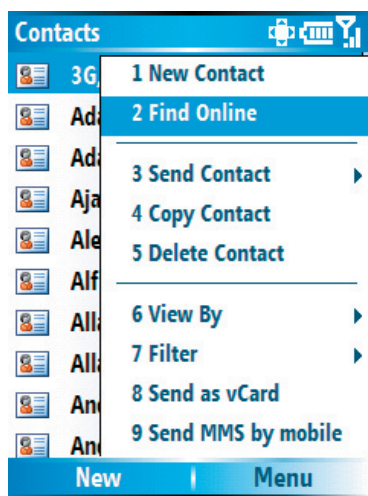 Contacts
3G,
1 New Contact
Ada
2 Find Online
Ada
3 Send Contact
Aja
4 Copy Contact
Ale
5 Delete Contact
Alf
6 View By
Alla
7 Filter
Alla
8 Send as vCard
And
9 Send MMS by mobile
And
New
Menu